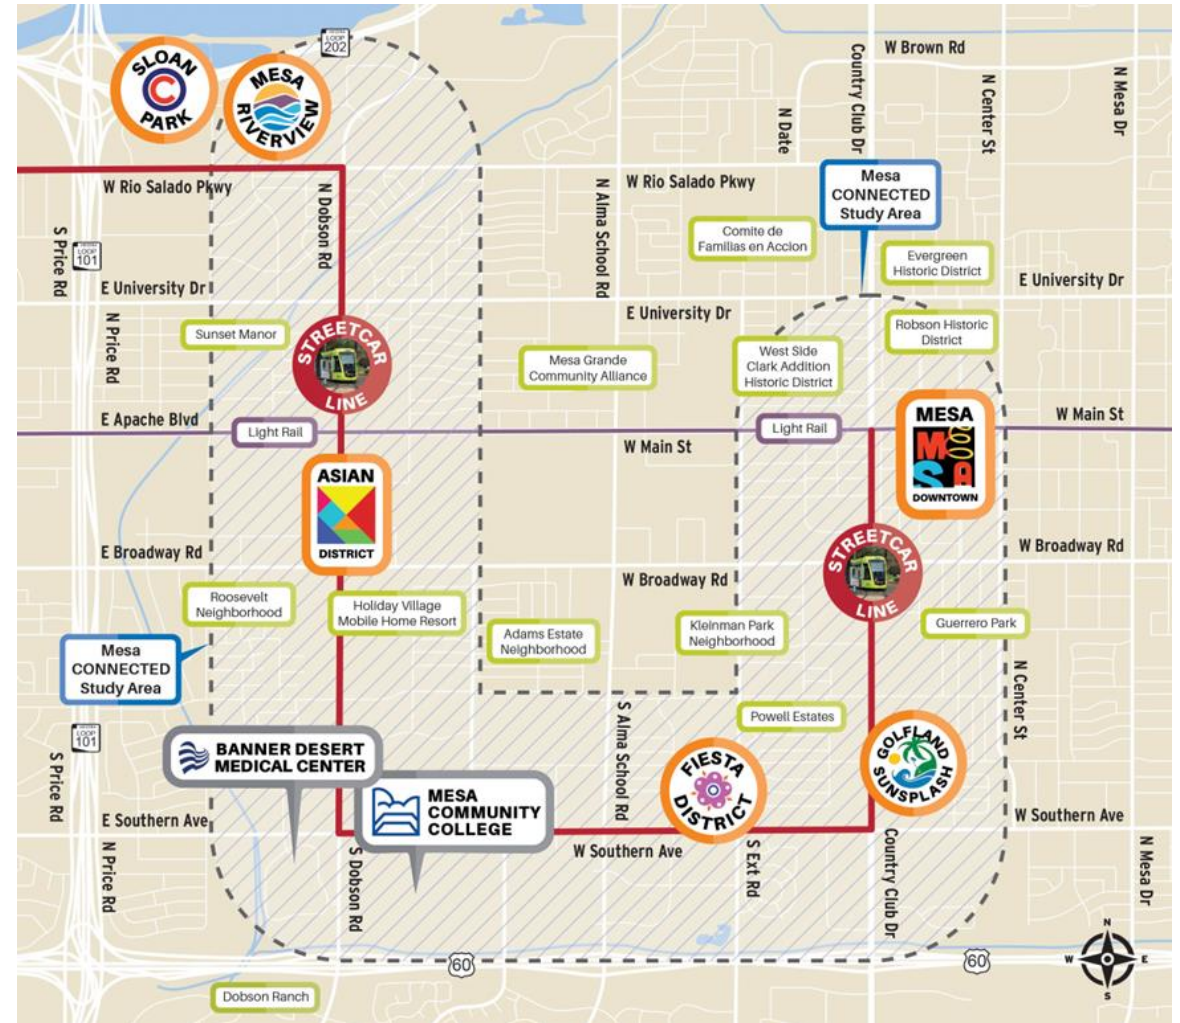 LOOP
202
SLOAN
C
PARK
MESA
RIVERVIEW
W Brown Rd
Country Club Dr
N Center St
N Mesa Dr
N Date
W Rio Salado Pkwy
N Dobson Rd
N Alma School Rd
W Rio Salado Pkwy
Mesa
CONNECTED
Study Area
S Price Rd
LOOP
101
Comite de
Familias en Accion
Evergreen
Historic District
E University Dr
E University Dr
E University Dr
N Price Rd
Sunset Manor
STREETCAR
LINE
Mesa Grande
Community Alliance
West Side
Clark Addition
Historic District
Robson Historic
District
E Apache Blvd
Light Rail
W Main St
Light Rail
MESA
MESA
DOWNTOWN
W Main St
ASIAN
DISTRICT
E Broadway Rd
W Broadway Rd
STREETCAR
LINE
W Broadway Rd
Roosevelt
Neighborhood
Holiday Village
Mobile Home Resort
Adams Estate
Neighborhood
Kleinman Park
Neighborhood
Guerrero Park
Mesa
CONNECTED
Study Area
N Center St
S Alma School Rd
Powell Estates
LOOP
101
S Price Rd
BANNER DESERT
MEDICAL CENTER
MESA
COMMUNITY
COLLEGE
FIESTA
DISTRICT
GOLFLAND
SUNSPLASH
E Southern Ave
N Price Rd
S Dobson Rd
W Southern Ave
S Ext Rd
Country Club Dr
W Southern Ave
N Mesa Dr
60
60
N
W
E
S
Dobson Ranch